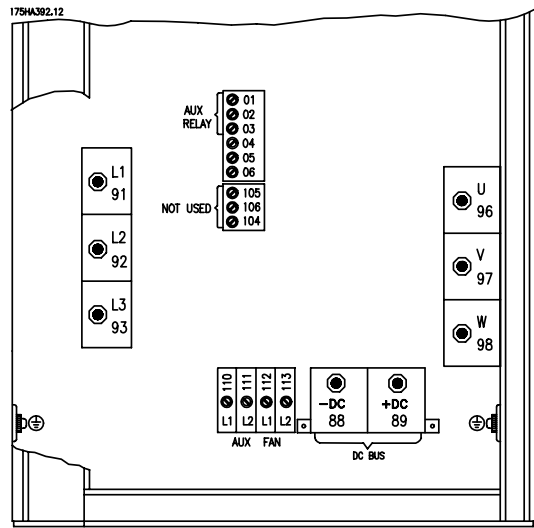 175HA392.12
AUX
RELAY
01
02
03
04
05
06
NOT USED
105
106
104
L1
91
L2
92
L3
93
U
96
V
97
W
98
110 111 112 113
L1 L2 L1 L2
AUX FAN
-DC +DC
88 89
DC BUS